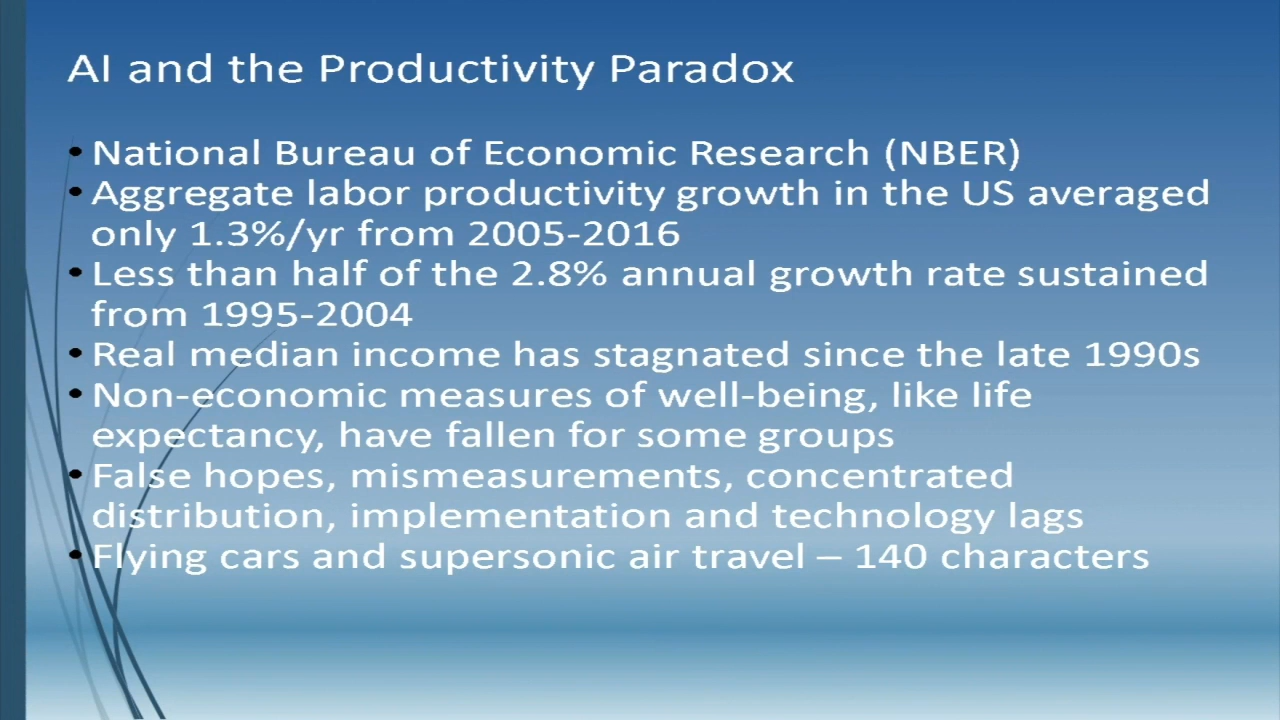 AI and the Productivity Paradox
• National Bureau of Economic Research (NBER)
• Aggregate labor productivity growth in the US averaged
only 1.3%/yr from 2005-2016
• Less than half of the 2.8% annual growth rate sustained
from 1995-2004
• Real median income has stagnated since the late 1990s
• Non-economic measures of well-being, like life
expectancy, have fallen for some groups
• False hopes, mismeasurements, concentrated
distribution, implementation and technology lags
• Flying cars and supersonic air travel – 140 characters